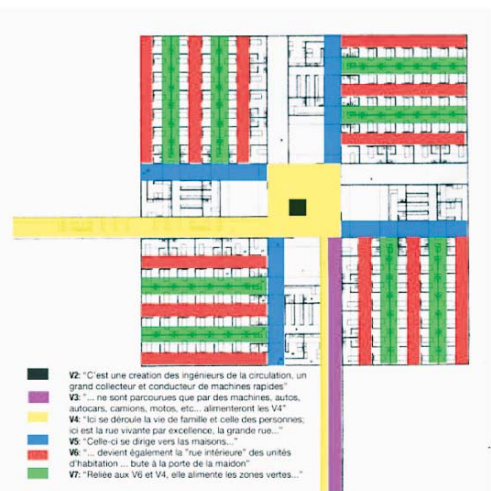 V2: "C'est une creation des ingénieurs de la circulation, un
grand collecteur et conducteur de machines rapides"
V3: "... ne sont parcourues que par des machines, autos,
autocars, camions, motos, etc... alimenteront les V4"
V4: "Ici se déroule la vie de famille et celle des personnes;
ici est la rue vivante par excellence, la grande rue..."
V5: "Celle-ci se dirige vers las maisons..."
V6: "... devient également la "rue intérieure" des unités
d'habitation ... bute à la porte de la maidon"
V7: "Reliée aux V6 et V4, elle alimente les zones vertes..."